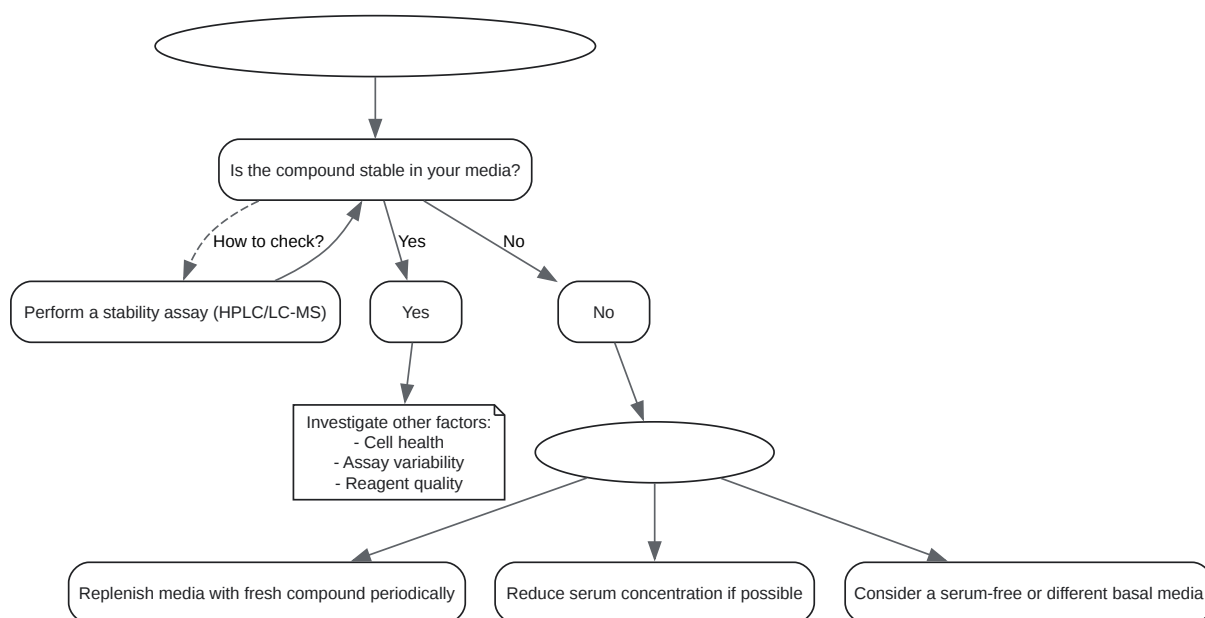 Is the compound stable in your media?
How to check?
Yes
No
Perform a stability assay (HPLC/LC-MS)
Yes
No
Investigate other factors:
- Cell health
- Assay variability
- Reagent quality
Replenish media with fresh compound periodically
Reduce serum concentration if possible
Consider a serum-free or different basal media